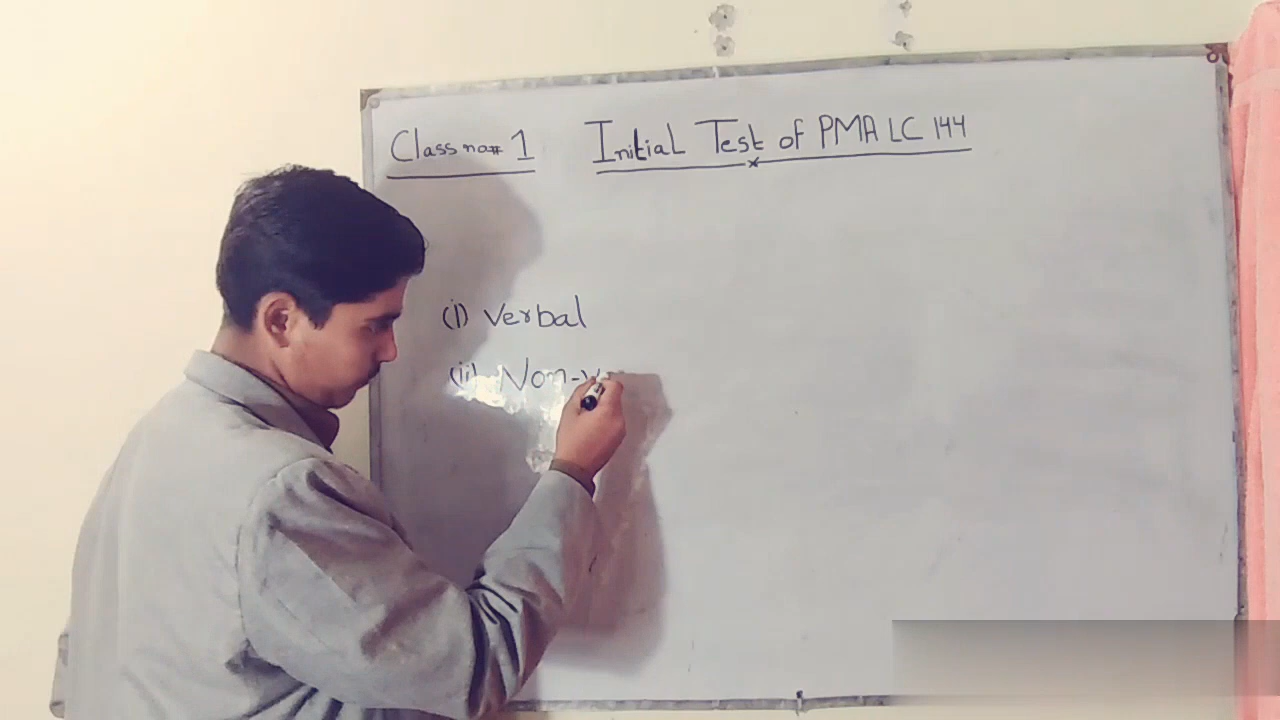 Class no# 1 Initial Test of PMA LC 144
(i) Verbal
(ii) Non-